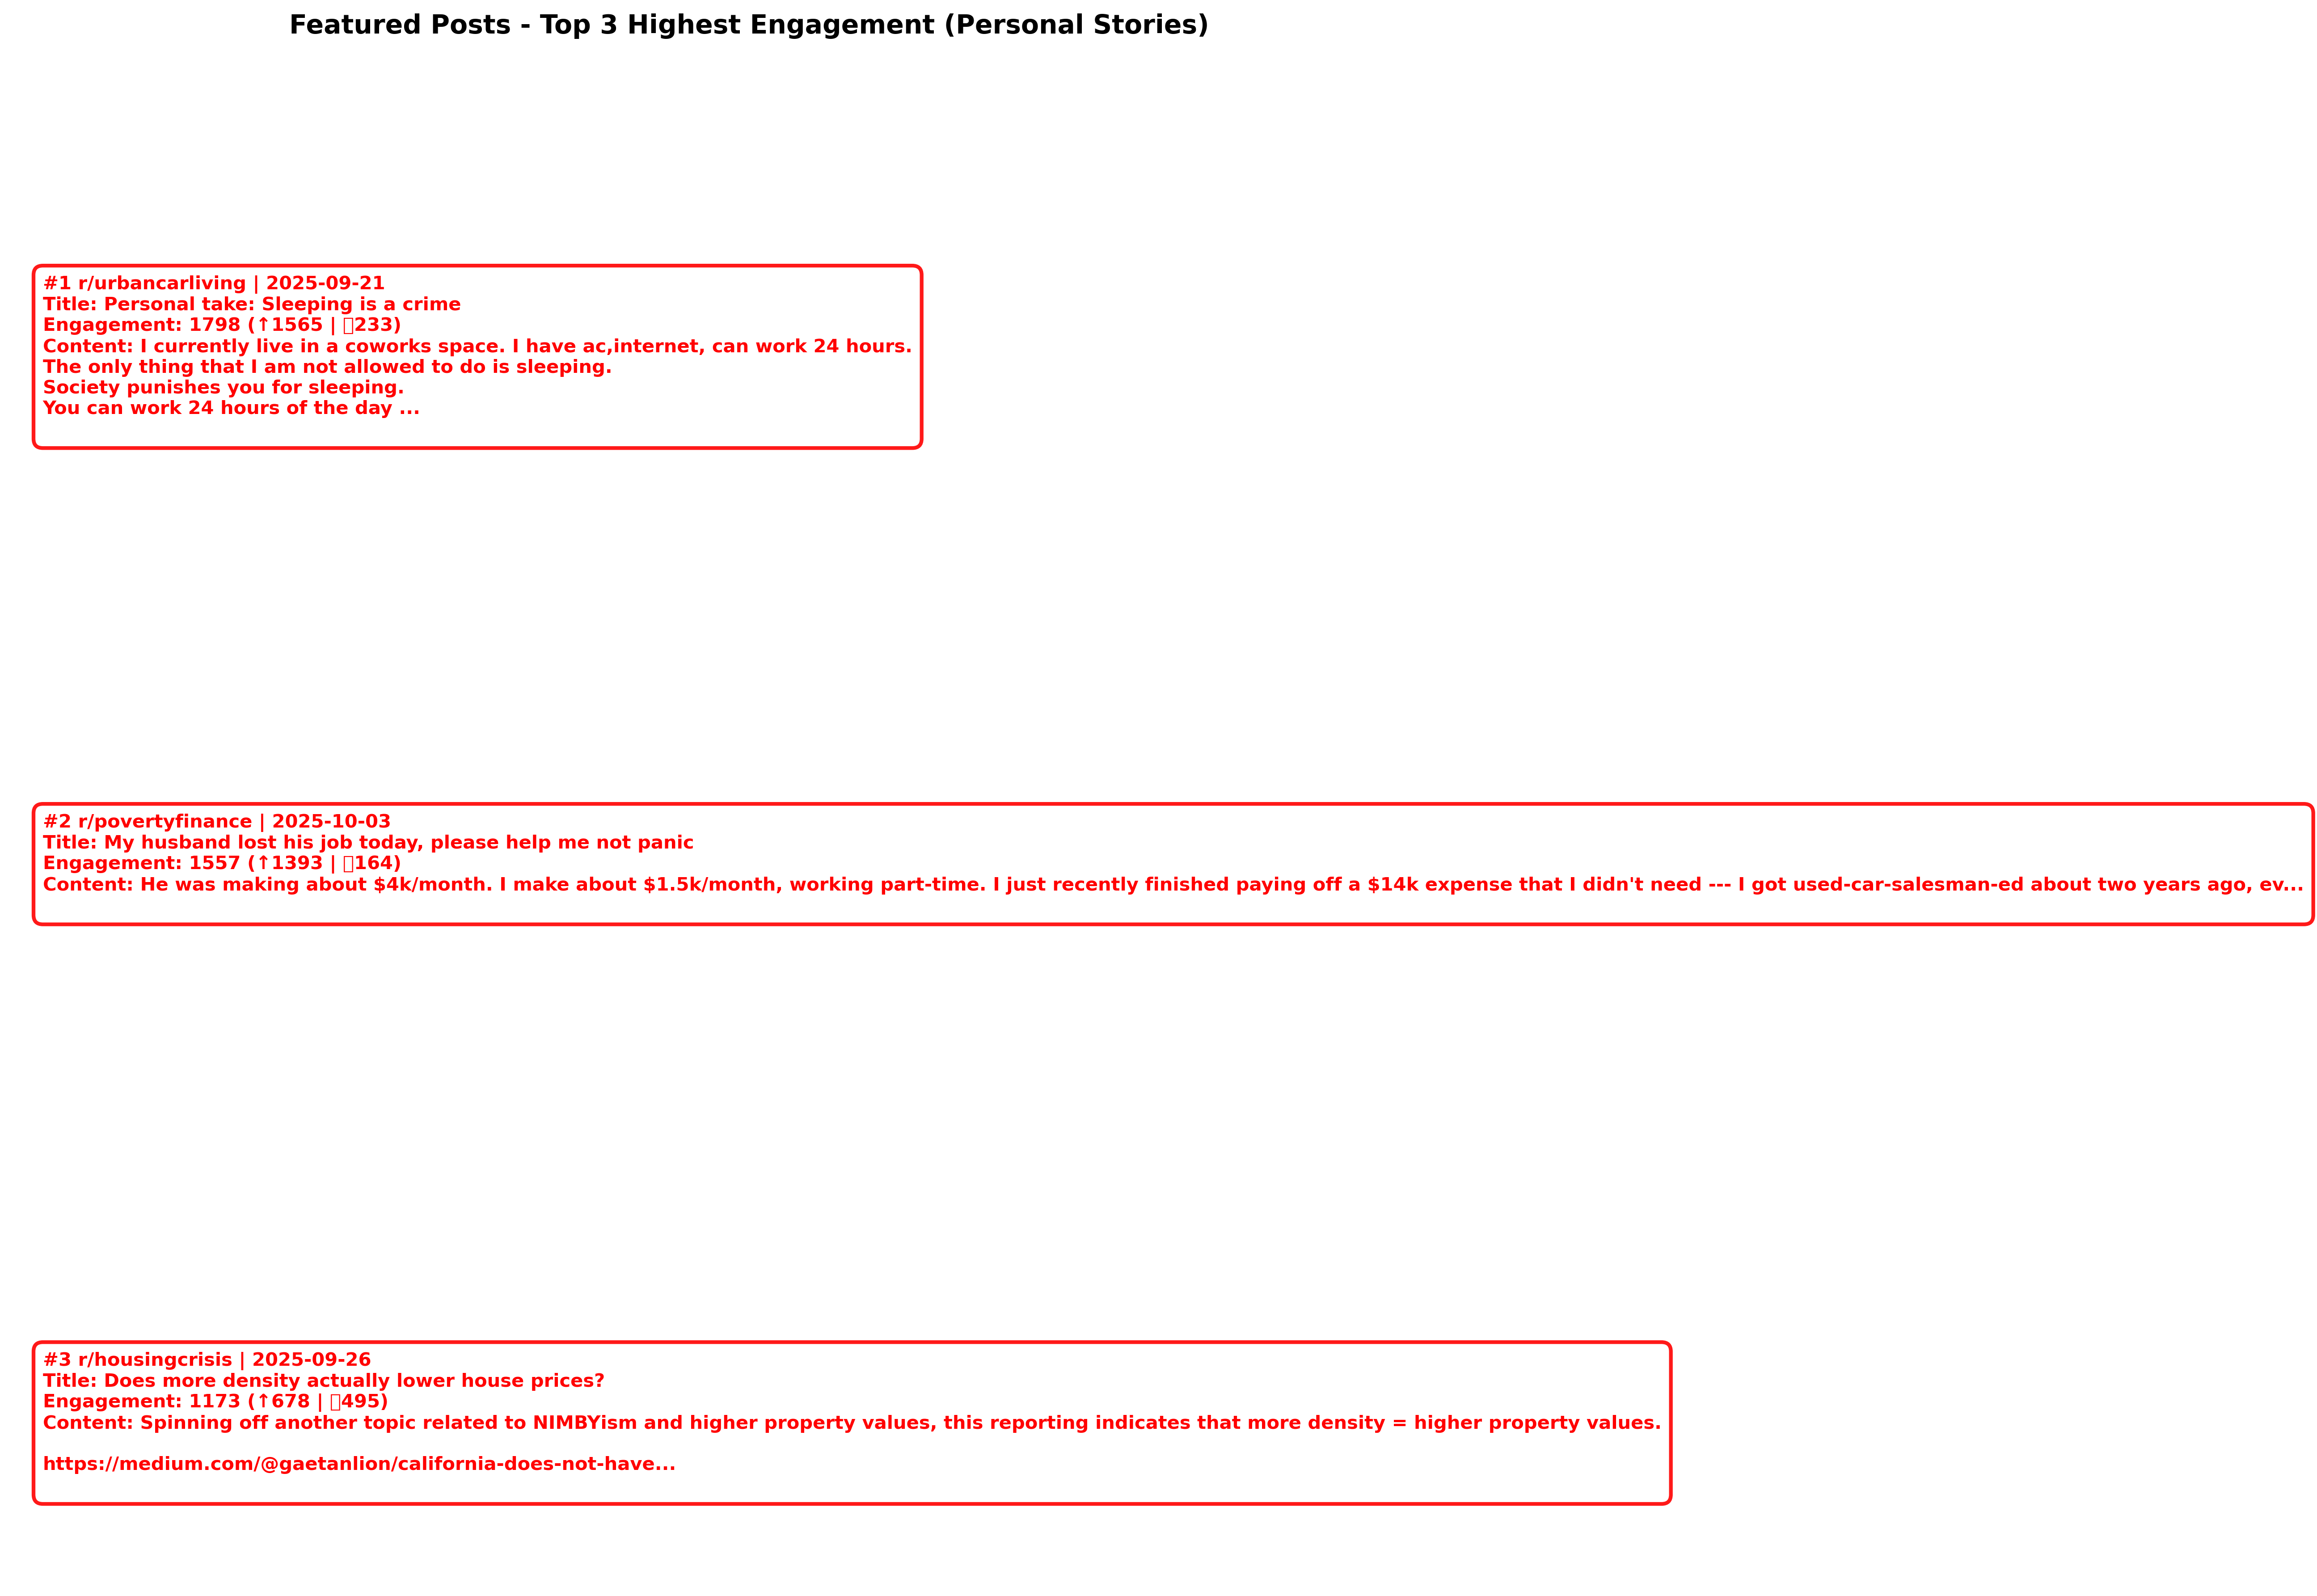 Featured Posts - Top 3 Highest Engagement (Personal Stories)
#1 r/urbancarliving | 2025-09-21
Title: Personal take: Sleeping is a crime
Engagement: 1798 (↑1565 | 233)
Content: I currently live in a coworks space. I have ac,internet, can work 24 hours.
The only thing that I am not allowed to do is sleeping.
Society punishes you for sleeping.
You can work 24 hours of the day ...
#2 r/povertyfinance | 2025-10-03
Title: My husband lost his job today, please help me not panic
Engagement: 1557 (↑1393 | 164)
Content: He was making about $4k/month. I make about $1.5k/month, working part-time. I just recently finished paying off a $14k expense that I didn't need --- I got used-car-salesman-ed about two years ago, ev...
#3 r/housingcrisis | 2025-09-26
Title: Does more density actually lower house prices?
Engagement: 1173 (↑678 | 495)
Content: Spinning off another topic related to NIMBYism and higher property values, this reporting indicates that more density = higher property values.
https://medium.com/@gaetanlion/california-does-not-have...